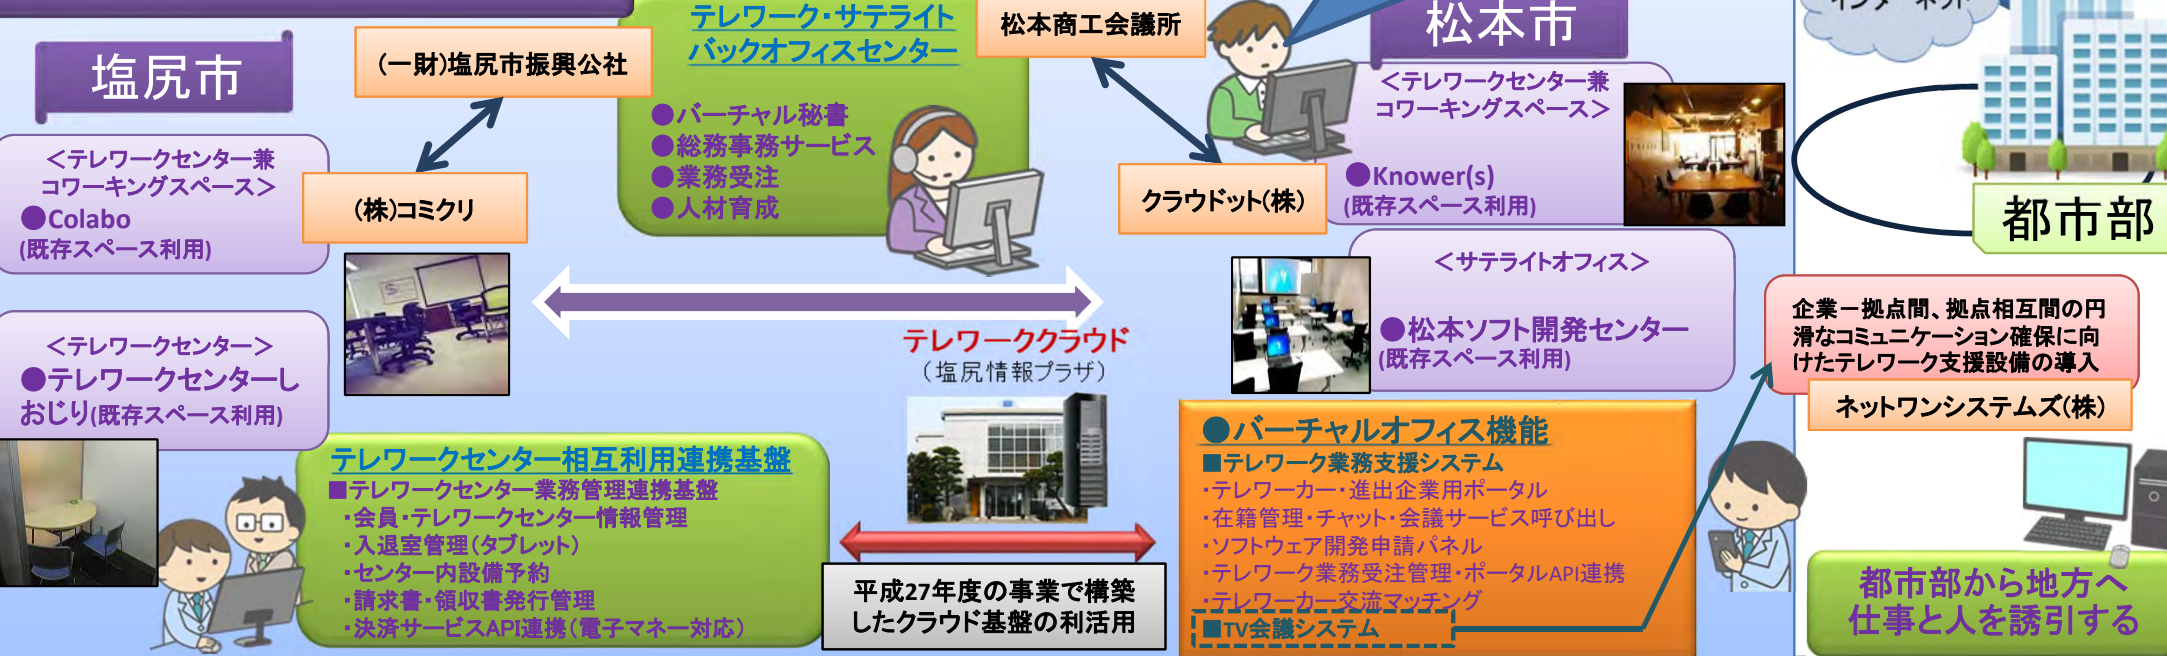 塩尻市
(一財)塩尻市振興公社
<テレワークセンター兼
コワーキングスペース>
●Colabo
(既存スペース利用)
(株)コミクリ
<テレワークセンター>
●テレワークセンターし
おじり(既存スペース利用)
テレワーク・サテライト
バックオフィスセンター
●バーチャル秘書
●総務事務サービス
●業務受注
●人材育成
松本商工会議所
クラウドット(株)
松本市
<テレワークセンター兼
コワーキングスペース>
●Knower(s)
(既存スペース利用)
<サテライトオフィス>
●松本ソフト開発センター
(既存スペース利用)
テレワーククラウド
(塩尻情報プラザ)
テレワークセンター相互利用連携基盤
■テレワークセンター業務管理連携基盤
・会員・テレワークセンター情報管理
・入退室管理(タブレット)
・センター内設備予約
・請求書・領収書発行管理
・決済サービスAPI連携(電子マネー対応)
平成27年度の事業で構築
したクラウド基盤の利活用
●バーチャルオフィス機能
■テレワーク業務支援システム
・テレワーカー・進出企業用ポータル
・在籍管理・チャット・会議サービス呼び出し
・ソフトウェア開発申請パネル
・テレワーク業務受注管理・ポータルAPI連携
・テレワーカー交流マッチング
■TV会議システム
インターネット
都市部
企業－拠点間、拠点相互間の円
滑なコミュニケーション確保に向
けたテレワーク支援設備の導入
ネットワンシステムズ(株)
都市部から地方へ
仕事と人を誘引する